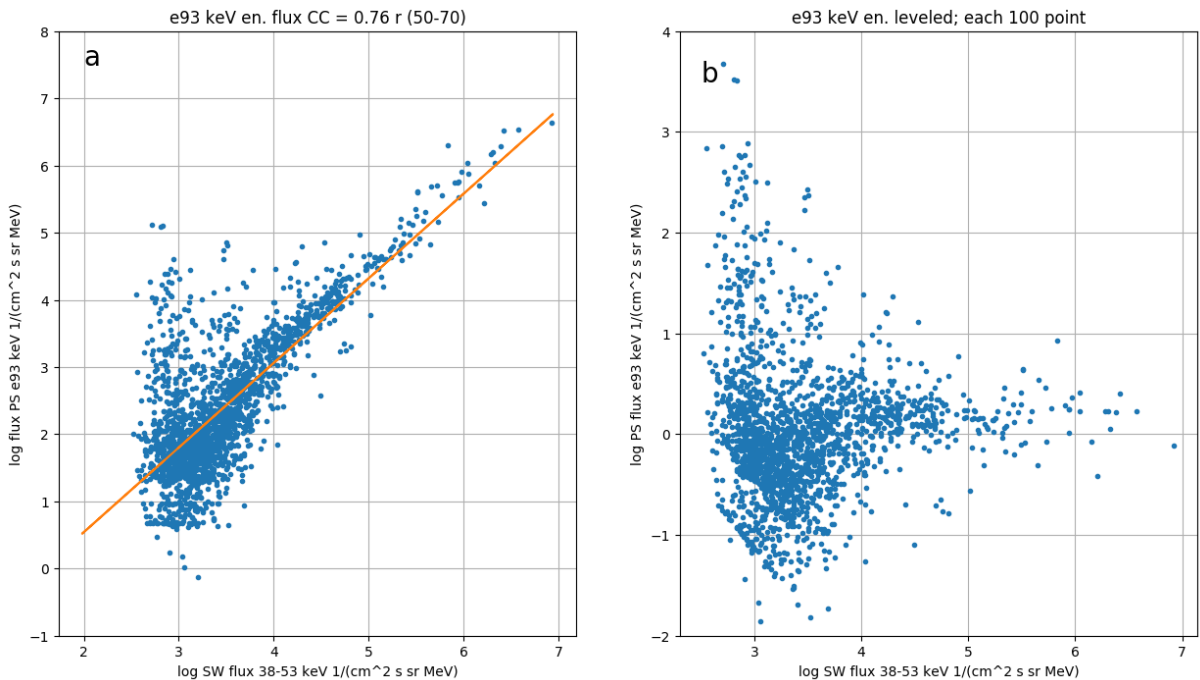 e93 keV en. flux CC = 0.76 r (50-70)
a
8
7
6
5
4
3
2
1
0
−1
log flux PS e93 keV 1/(cm^2 s sr MeV)
2 3 4 5 6 7
log SW flux 38-53 keV 1/(cm^2 s sr MeV)
e93 keV en. leveled; each 100 point
b
4
3
2
1
0
−1
−2
log PS flux e93 keV 1/(cm^2 s sr MeV)
3 4 5 6 7
log SW flux 38-53 keV 1/(cm^2 s sr MeV)